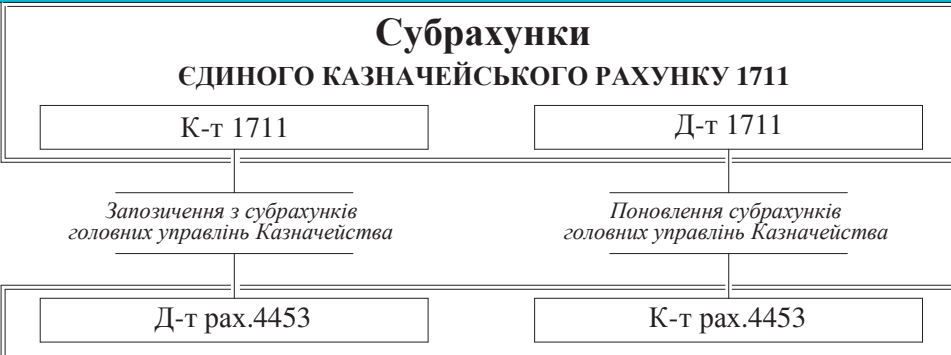 Субрахунки
ЄДИНОГО КАЗНАЧЕЙСЬКОГО РАХУНКУ 1711
К-т 1711
Д-т 1711
Запозичення з субрахунків
головних управлінь Казначейства
Поновлення субрахунків
головних управлінь Казначейства
Д-т рах.4453
К-т рах.4453